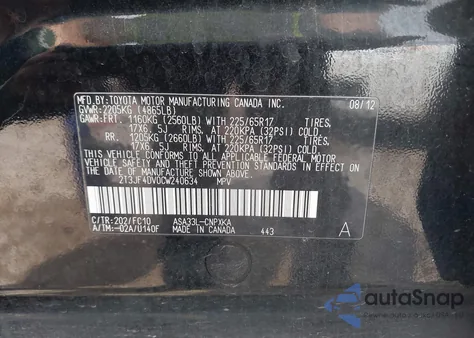 MFD.BY:TOYOTA MOTOR MANUFACTURING CANADA INC. 08/12
GVWR:2205KG (4865LB)
GAWR:FRT. 1160KG (2560LB) WITH 225/65R17 TIRES,
17X6. 5J RIMS, AT 220KPA (32PSI) COLD.
RR. 1205KG (2660LB) WITH 225/65R17 TIRES,
17X6. 5J RIMS, AT 220KPA (32PSI) COLD.
THIS VEHICLE CONFORMS TO ALL APPLICABLE FEDERAL MOTOR
VEHICLE SAFETY, BUMPER, AND THEFT PREVENTION STANDARDS IN
EFFECT ON THE DATE OF MANUFACTURE SHOWN ABOVE.
2T3JF4DV0CW240634 MPV
C/TR:202/FC10 ASA33L-CNPXKA
A/TM:-02A/U140F MADE IN CANADA 443 A
autoSnap